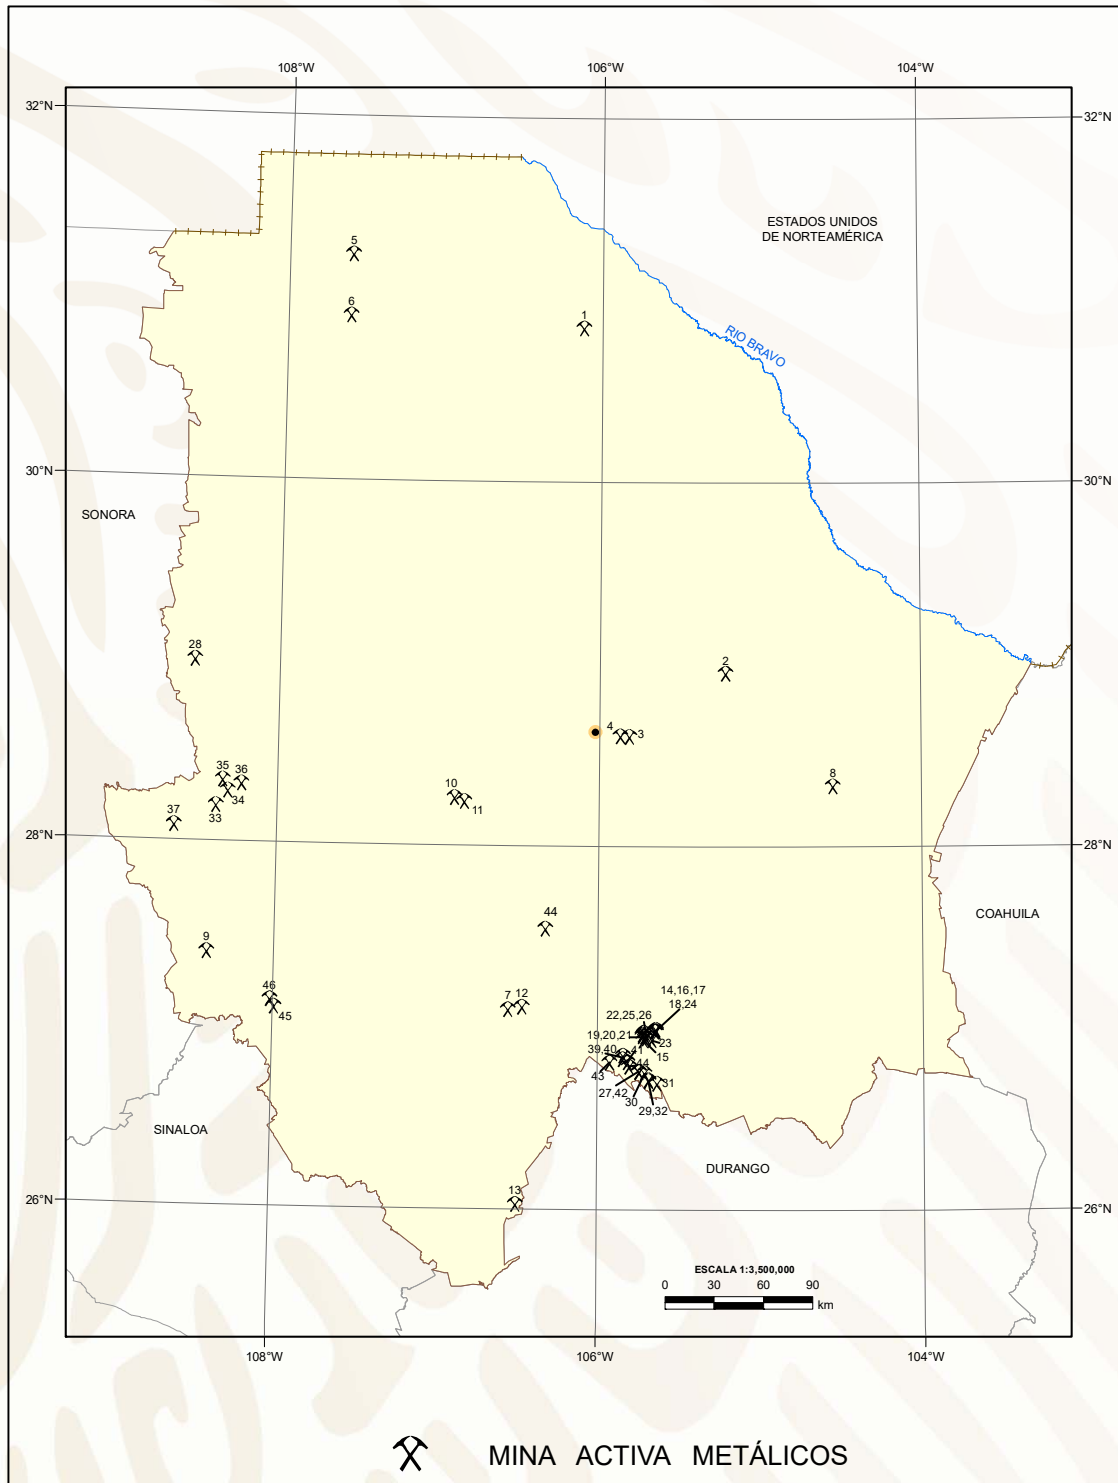 108°W
106°W
104°W
32°N
32°N
ESTADOS UNIDOS
DE NORTEAMÉRICA
5
6
1
RIO BRAVO
30°N
30°N
SONORA
28
2
4
3
35
36
34
33
37
10
11
8
28°N
28°N
44
COAHUILA
9
46
45
7
12
14,16,17
18,24
22,25,26
19,20,21
23
39,40
41
15
44
43
31
27,42
30
29,32
SINALOA
DURANGO
13
26°N
26°N
ESCALA 1:3,500,000
0
30
60
90
km
108°W
106°W
104°W
MINA ACTIVA METÁLICOS